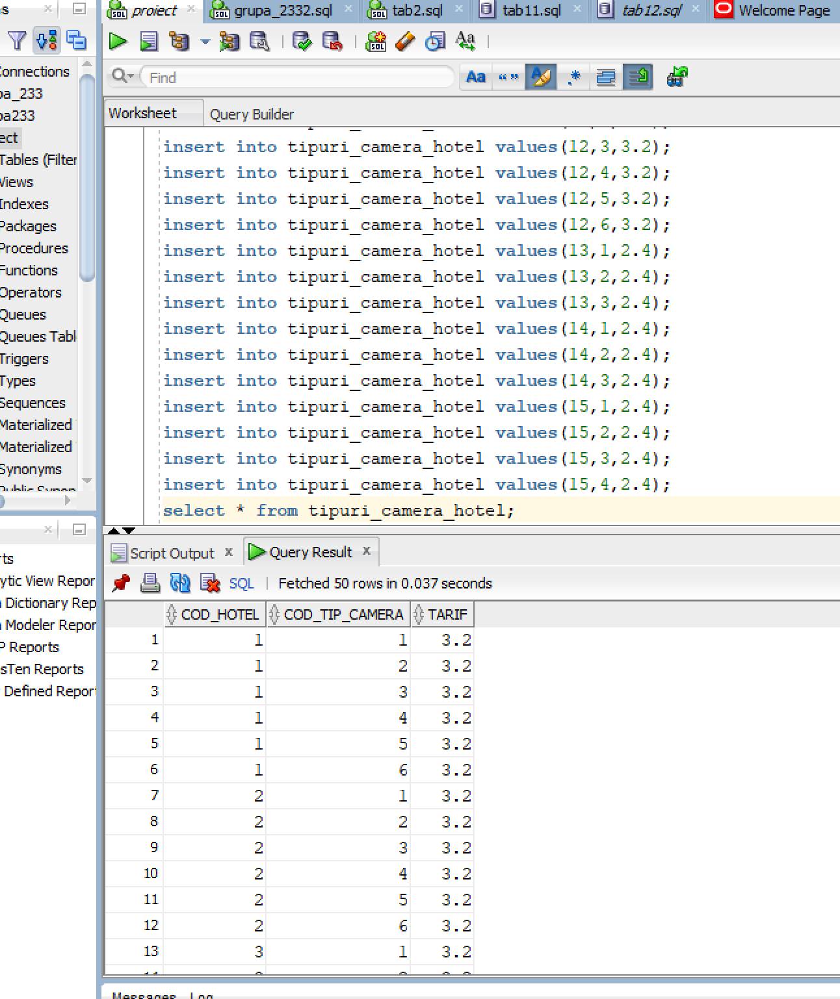 project grupa_2332.sql tab2.sql tab11.sql tab12.sql Welcome Page
Find Aa “ ” .*
Worksheet Query Builder
Connections
pa_233
pa233
ect
Tables (Filter
Views
Indexes
Packages
Procedures
Functions
Operators
Queues
Queues Tabl
Triggers
Types
Sequences
Materialized
Materialized
Synonyms
rts
ytic View Repor
Dictionary Rep
Modeler Repor
P Reports
sTen Reports
Defined Repor
insert into tipuri_camera_hotel values(12,3,3.2);
insert into tipuri_camera_hotel values(12,4,3.2);
insert into tipuri_camera_hotel values(12,5,3.2);
insert into tipuri_camera_hotel values(12,6,3.2);
insert into tipuri_camera_hotel values(13,1,2.4);
insert into tipuri_camera_hotel values(13,2,2.4);
insert into tipuri_camera_hotel values(13,3,2.4);
insert into tipuri_camera_hotel values(14,1,2.4);
insert into tipuri_camera_hotel values(14,2,2.4);
insert into tipuri_camera_hotel values(14,3,2.4);
insert into tipuri_camera_hotel values(15,1,2.4);
insert into tipuri_camera_hotel values(15,2,2.4);
insert into tipuri_camera_hotel values(15,3,2.4);
insert into tipuri_camera_hotel values(15,4,2.4);
select * from tipuri_camera_hotel;
Script Output x Query Result x
SQL | Fetched 50 rows in 0.037 seconds
COD_HOTEL COD_TIP_CAMERA TARIF
1 1 1 3.2
2 1 2 3.2
3 1 3 3.2
4 1 4 3.2
5 1 5 3.2
6 1 6 3.2
7 2 1 3.2
8 2 2 3.2
9 2 3 3.2
10 2 4 3.2
11 2 5 3.2
12 2 6 3.2
13 3 1 3.2
Messages Log